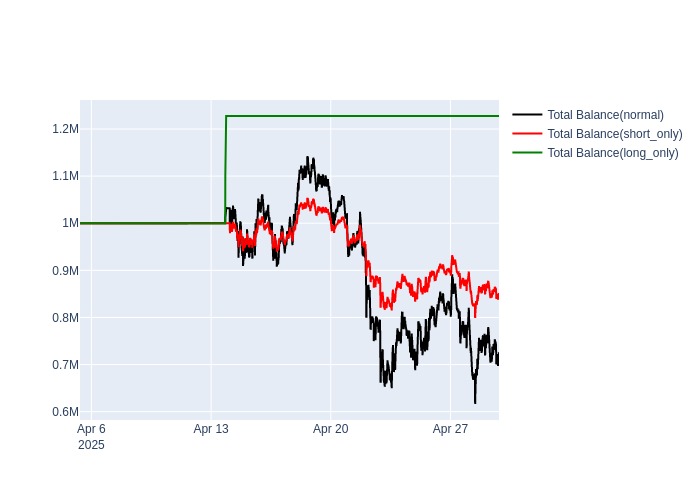 1.2M
1.1M
1M
0.9M
0.8M
0.7M
0.6M
Apr 6
2025
Apr 13
Apr 20
Apr 27
Total Balance(normal)
Total Balance(short_only)
Total Balance(long_only)